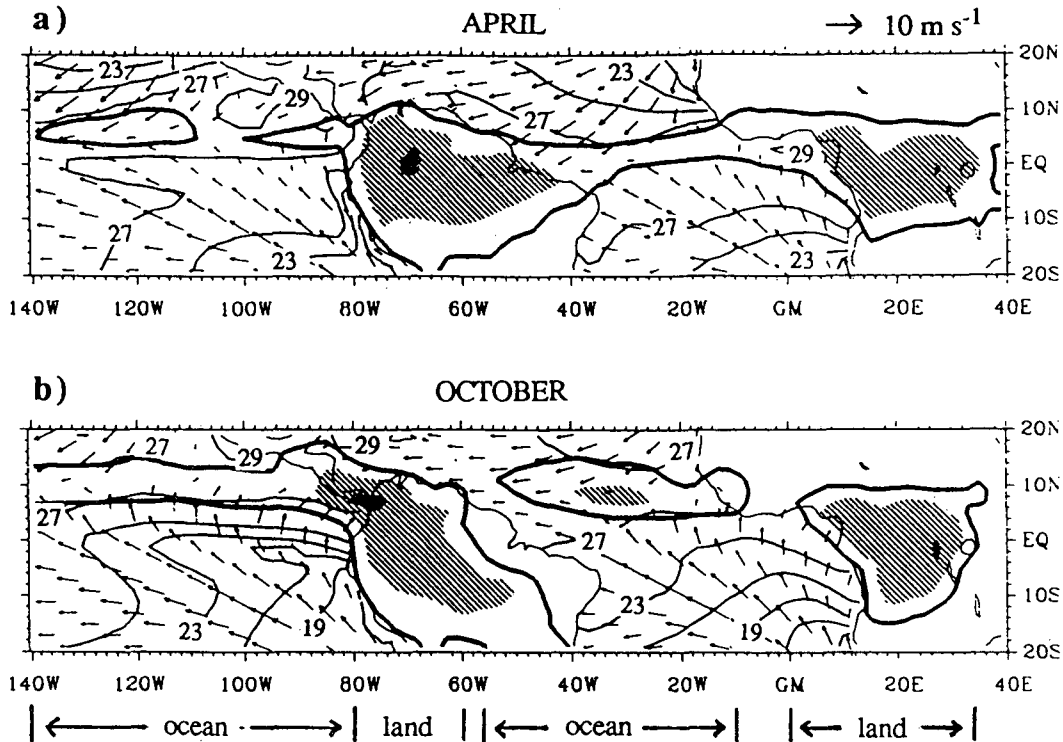 a) APRIL → 10 m s⁻¹
20N
23
27
29
23
10N
27
29
EQ
27
27
10S
23
23
20S
140W 120W 100W 80W 60W 40W 20W GM 20E 40E
b) OCTOBER
20N
27
29
29
27
10N
27
27
EQ
23
10S
23
19
19
20S
140W 120W 100W 80W 60W 40W 20W GM 20E 40E
ocean land ocean land